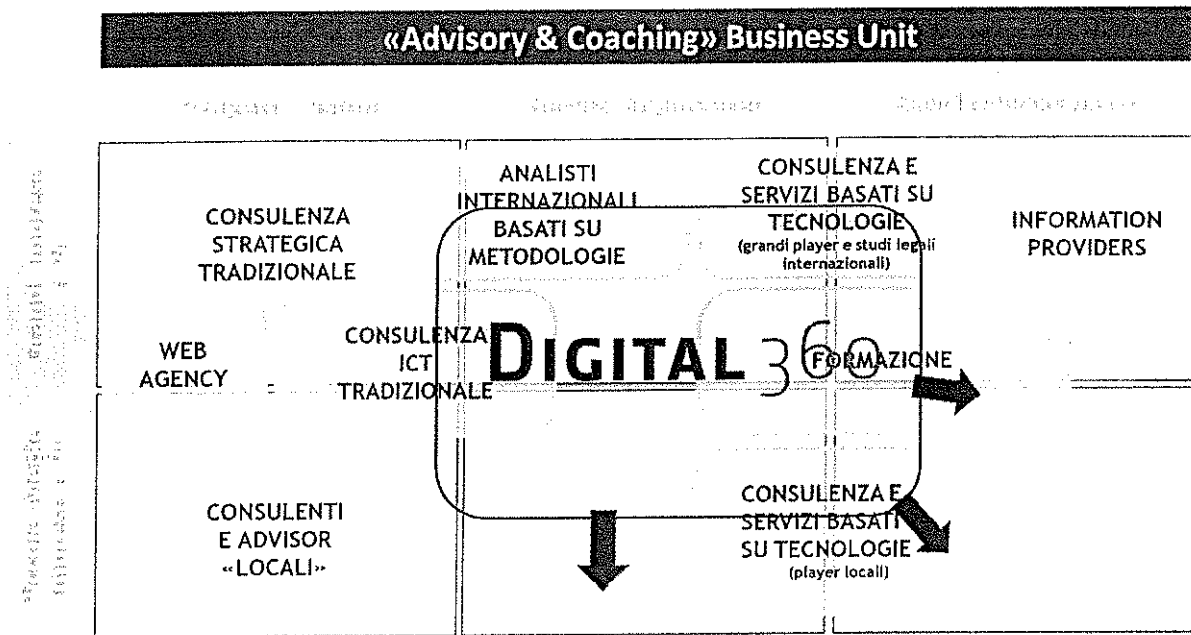 «Advisory & Coaching» Business Unit
CONSULENZA
STRATEGICA
TRADIZIONALE
ANALISTI
INTERNAZIONALI
BASATI SU
METODOLOGIE
CONSULENZA E
SERVIZI BASATI SU
TECNOLOGIE
(grandi player e studi legali
internazionali)
INFORMATION
PROVIDERS
WEB
AGENCY
CONSULENZA
ICT
TRADIZIONALE
DIGITAL 360
FORMAZIONE
CONSULENTI
E ADVISOR
«LOCALI»
CONSULENZA E
SERVIZI BASATI
SU TECNOLOGIE
(player locali)